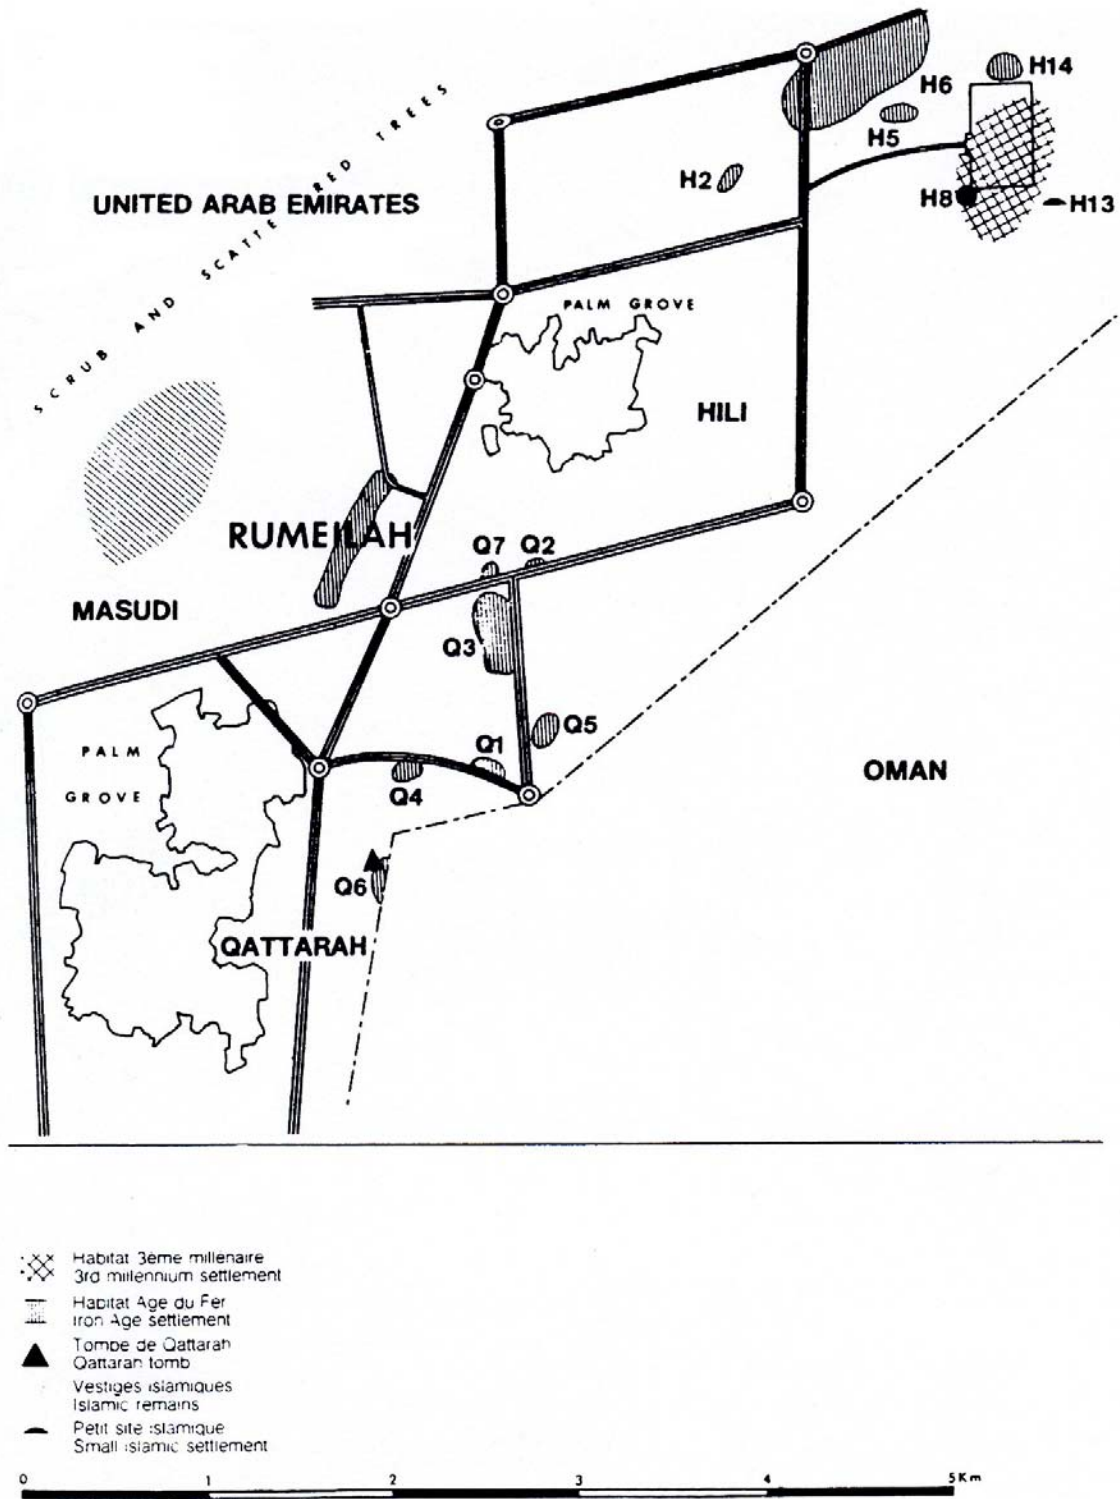 H14
H6
H5
H2
H8
H13
SCRUB AND SCATTERED TREES
UNITED ARAB EMIRATES
PALM GROVE
HILI
RUMEILAH
Q7
Q2
MASUDI
Q3
Q5
PALM
GROVE
Q1
Q4
OMAN
Q6
QATTARAH
Habitat 3ème millenaire
3rd millennium settlement
Habitat Age du Fer
Iron Age settlement
Tombe de Qattarah
Qattarah tomb
Vestiges islamiques
Islamic remains
Petit site islamique
Small islamic settlement
0 1 2 3 4 5 Km